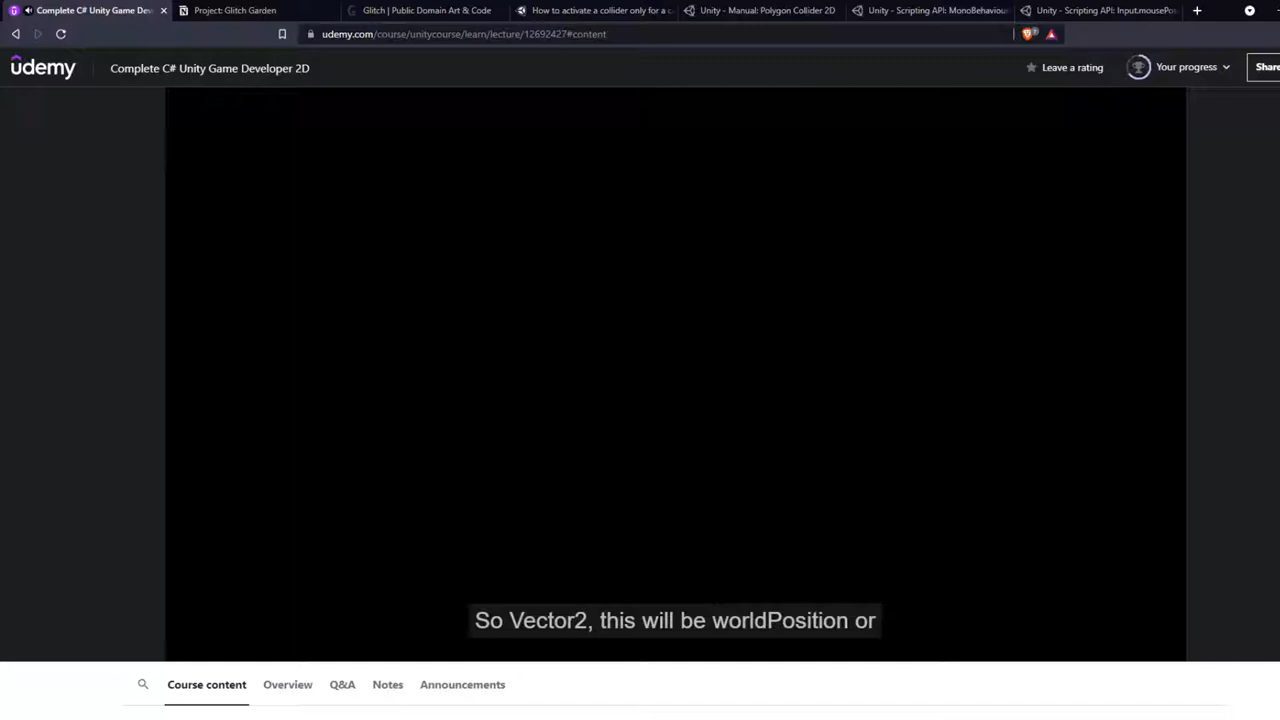 Complete C# Unity Game Dev
Project: Glitch Garden
Glitch | Public Domain Art & Code
How to activate a collider only for a c
Unity - Manual: Polygon Collider 2D
Unity - Scripting API: MonoBehaviour
Unity - Scripting API: Input.mousePos
udemy.com/course/unitycourse/learn/lecture/12692427#content
ûdemy
Complete C# Unity Game Developer 2D
Leave a rating
Your progress
Share
So Vector2, this will be worldPosition or
Course content
Overview
Q&A
Notes
Announcements